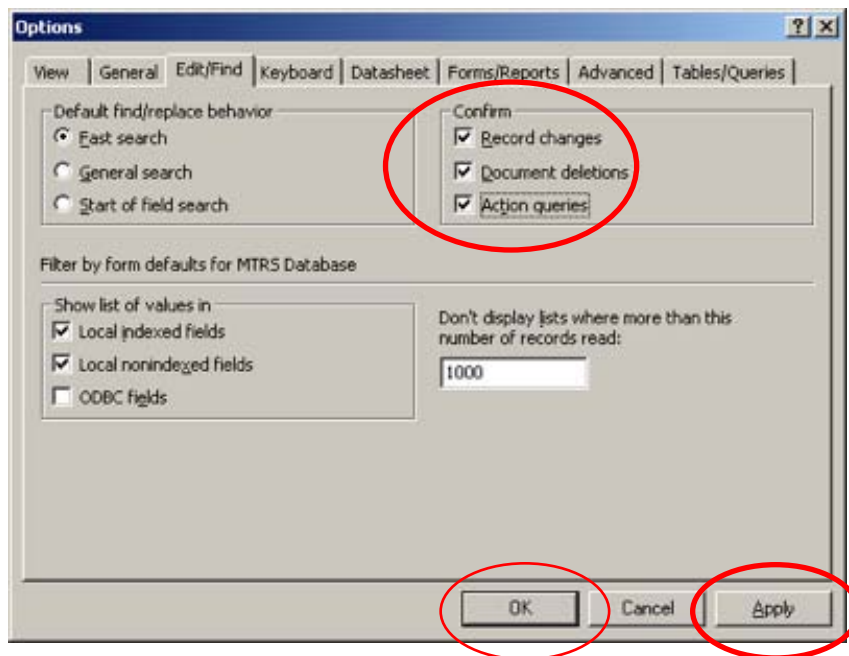 Options
View General Edit/Find Keyboard Datasheet Forms/Reports Advanced Tables/Queries
Default find/replace behavior
Fast search
General search
Start of field search
Confirm
Record changes
Document deletions
Action queries
Filter by form defaults for MTRS Database
Show list of values in
Local indexed fields
Local nonindexed fields
ODBC fields
Don't display lists where more than this
number of records read:
1000
OK Cancel Apply